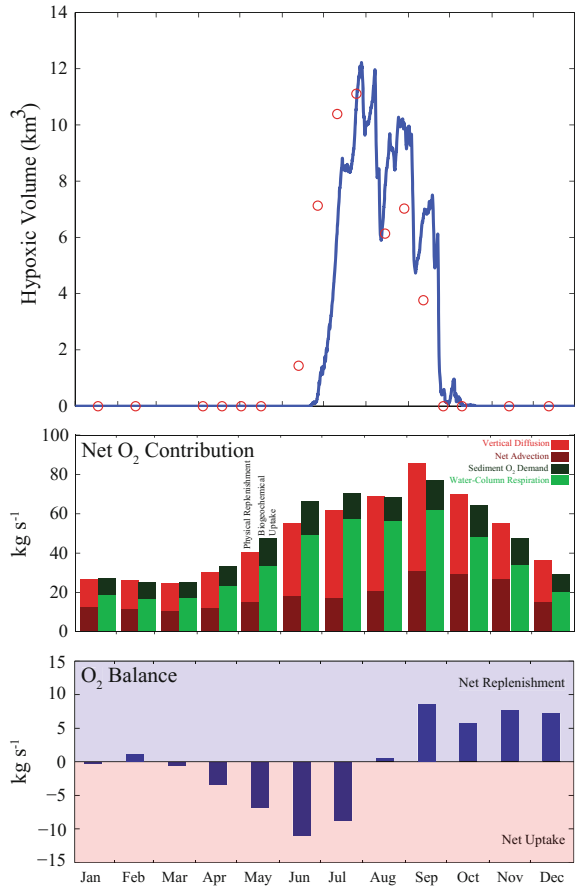 14
12
10
8
6
4
2
0
Hypoxic Volume (km³)
Net O₂ Contribution
Vertical Diffusion
Net Advection
Sediment O₂ Demand
Water-Column Respiration
Physical Replenishment
Biogeochemical
Uptake
100
80
60
40
20
0
kg s⁻¹
O₂ Balance
Net Replenishment
Net Uptake
15
10
5
0
−5
−10
−15
kg s⁻¹
Jan Feb Mar Apr May Jun Jul Aug Sep Oct Nov Dec